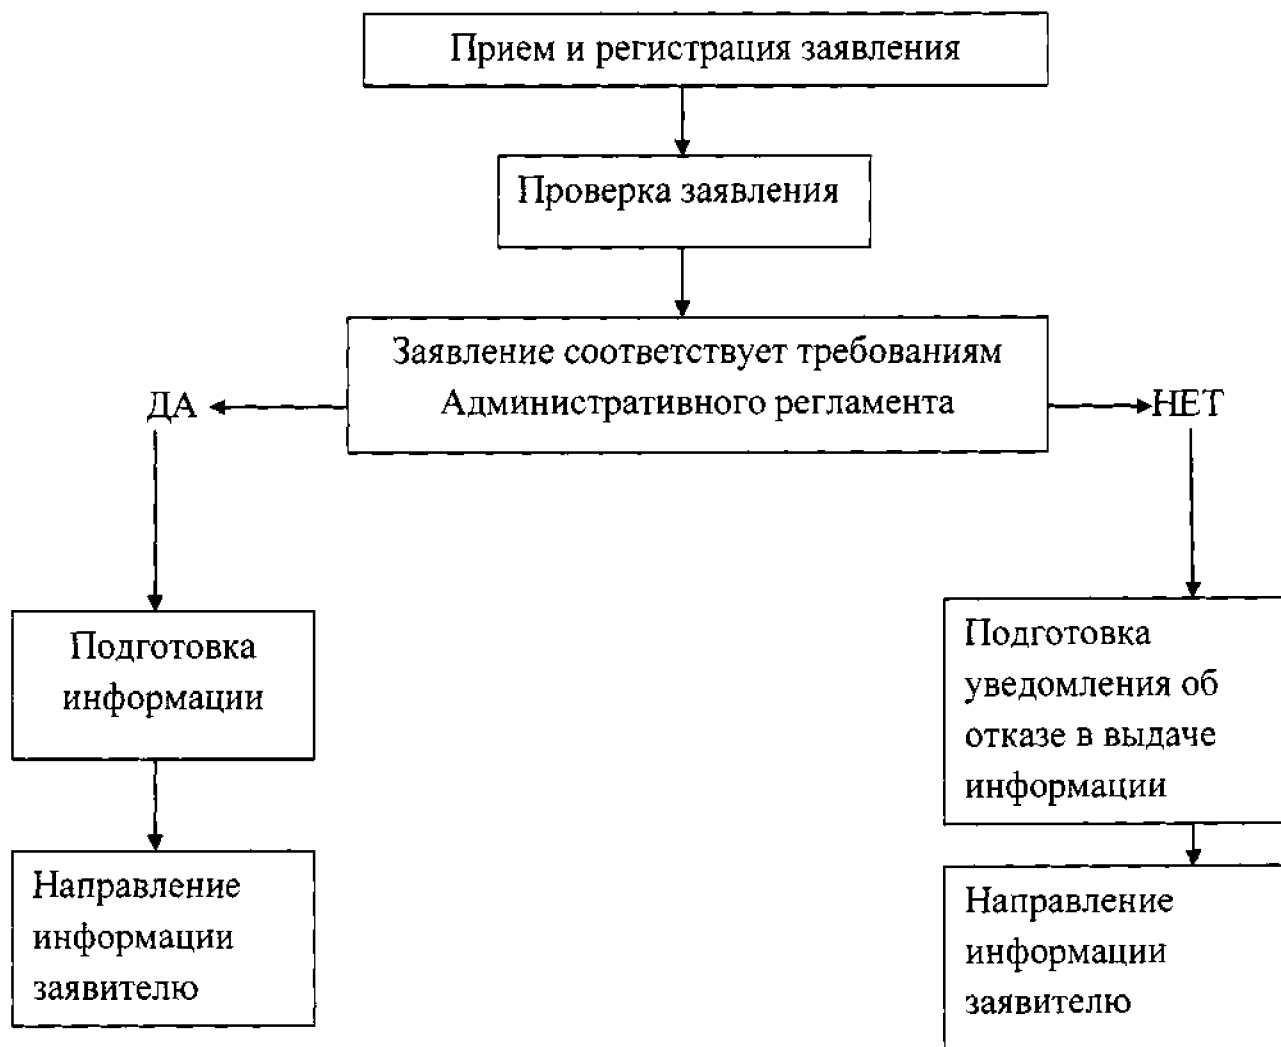 Прием и регистрация заявления
Проверка заявления
Заявление соответствует требованиям
Административного регламента
ДА
НЕТ
Подготовка
информации
Подготовка
уведомления об
отказе в выдаче
информации
Направление
информации
заявителю
Направление
информации
заявителю